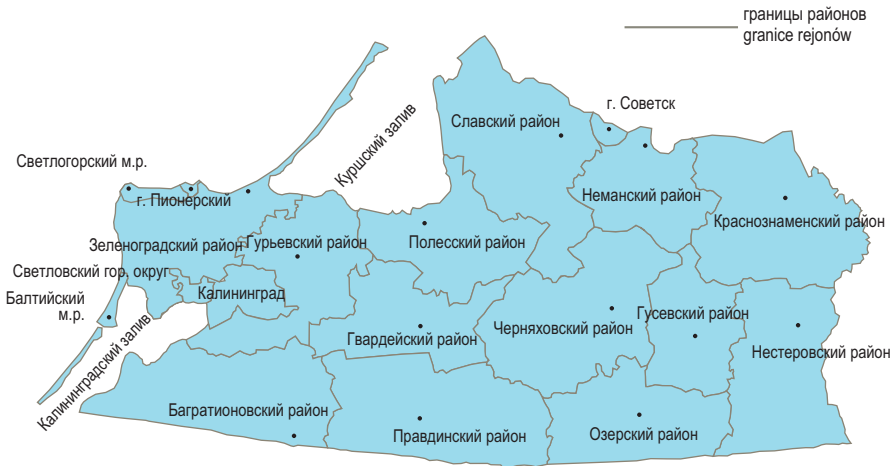 границы районов
granice rejonów
г. Советск
Славский район
Куршский залив
Светлогорский м.р.
г. Пионерский
Неманский район
Краснознаменский район
Зеленоградский район
Гурьевский район
Полесский район
Светловский гор. округ
Калининград
Балтийский
м.р.
Гвардейский район
Черняховский район
Гусевский район
Нестеровский район
Калининградский залив
Багратионовский район
Правдинский район
Озерский район